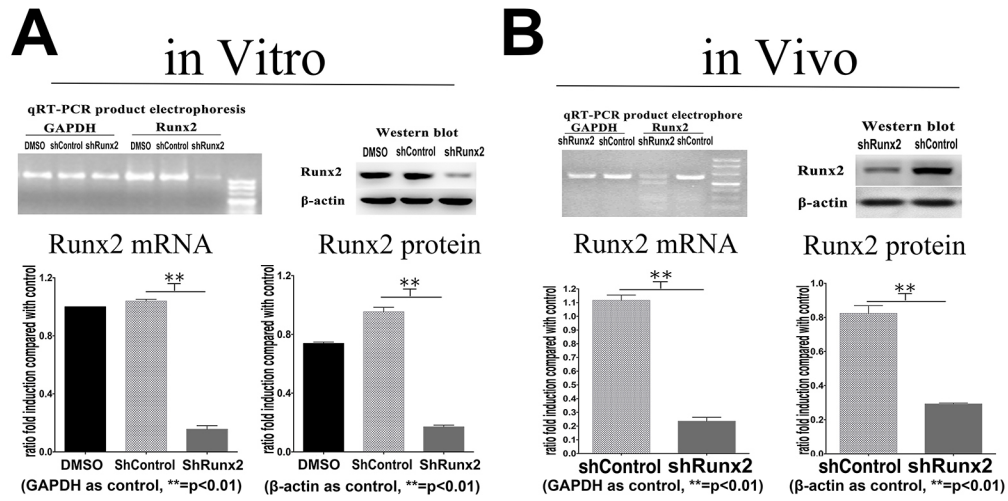 A
in Vitro
qRT-PCR product electrophoresis
GAPDH Runx2
DMSO shControl shRunx2 DMSO shControl shRunx2
Western blot
DMSO shControl shRunx2
Runx2
β-actin
Runx2 mRNA
ratio fold induction compared with control
1.2
0.8
0.4
0.0
**
DMSO ShControl ShRunx2
(GAPDH as control, **=p<0.01)
Runx2 protein
ratio fold induction compared with control
1.2
0.8
0.4
0.0
**
DMSO ShControl ShRunx2
(β-actin as control, **=p<0.01)
B
in Vivo
qRT-PCR product electrophore
GAPDH Runx2
shRunx2 shControl shRunx2 shControl
Western blot
shRunx2 shControl
Runx2
β-actin
Runx2 mRNA
ratio fold induction compared with control
1.2
1.1
1.0
0.9
0.8
0.7
0.6
0.5
0.4
0.3
0.2
0.1
0.0
**
shControl shRunx2
(GAPDH as control, **=p<0.01)
Runx2 protein
ratio fold induction compared with control
1.0
0.8
0.6
0.4
0.2
0.0
**
shControl shRunx2
(β-actin as control, **=p<0.01)